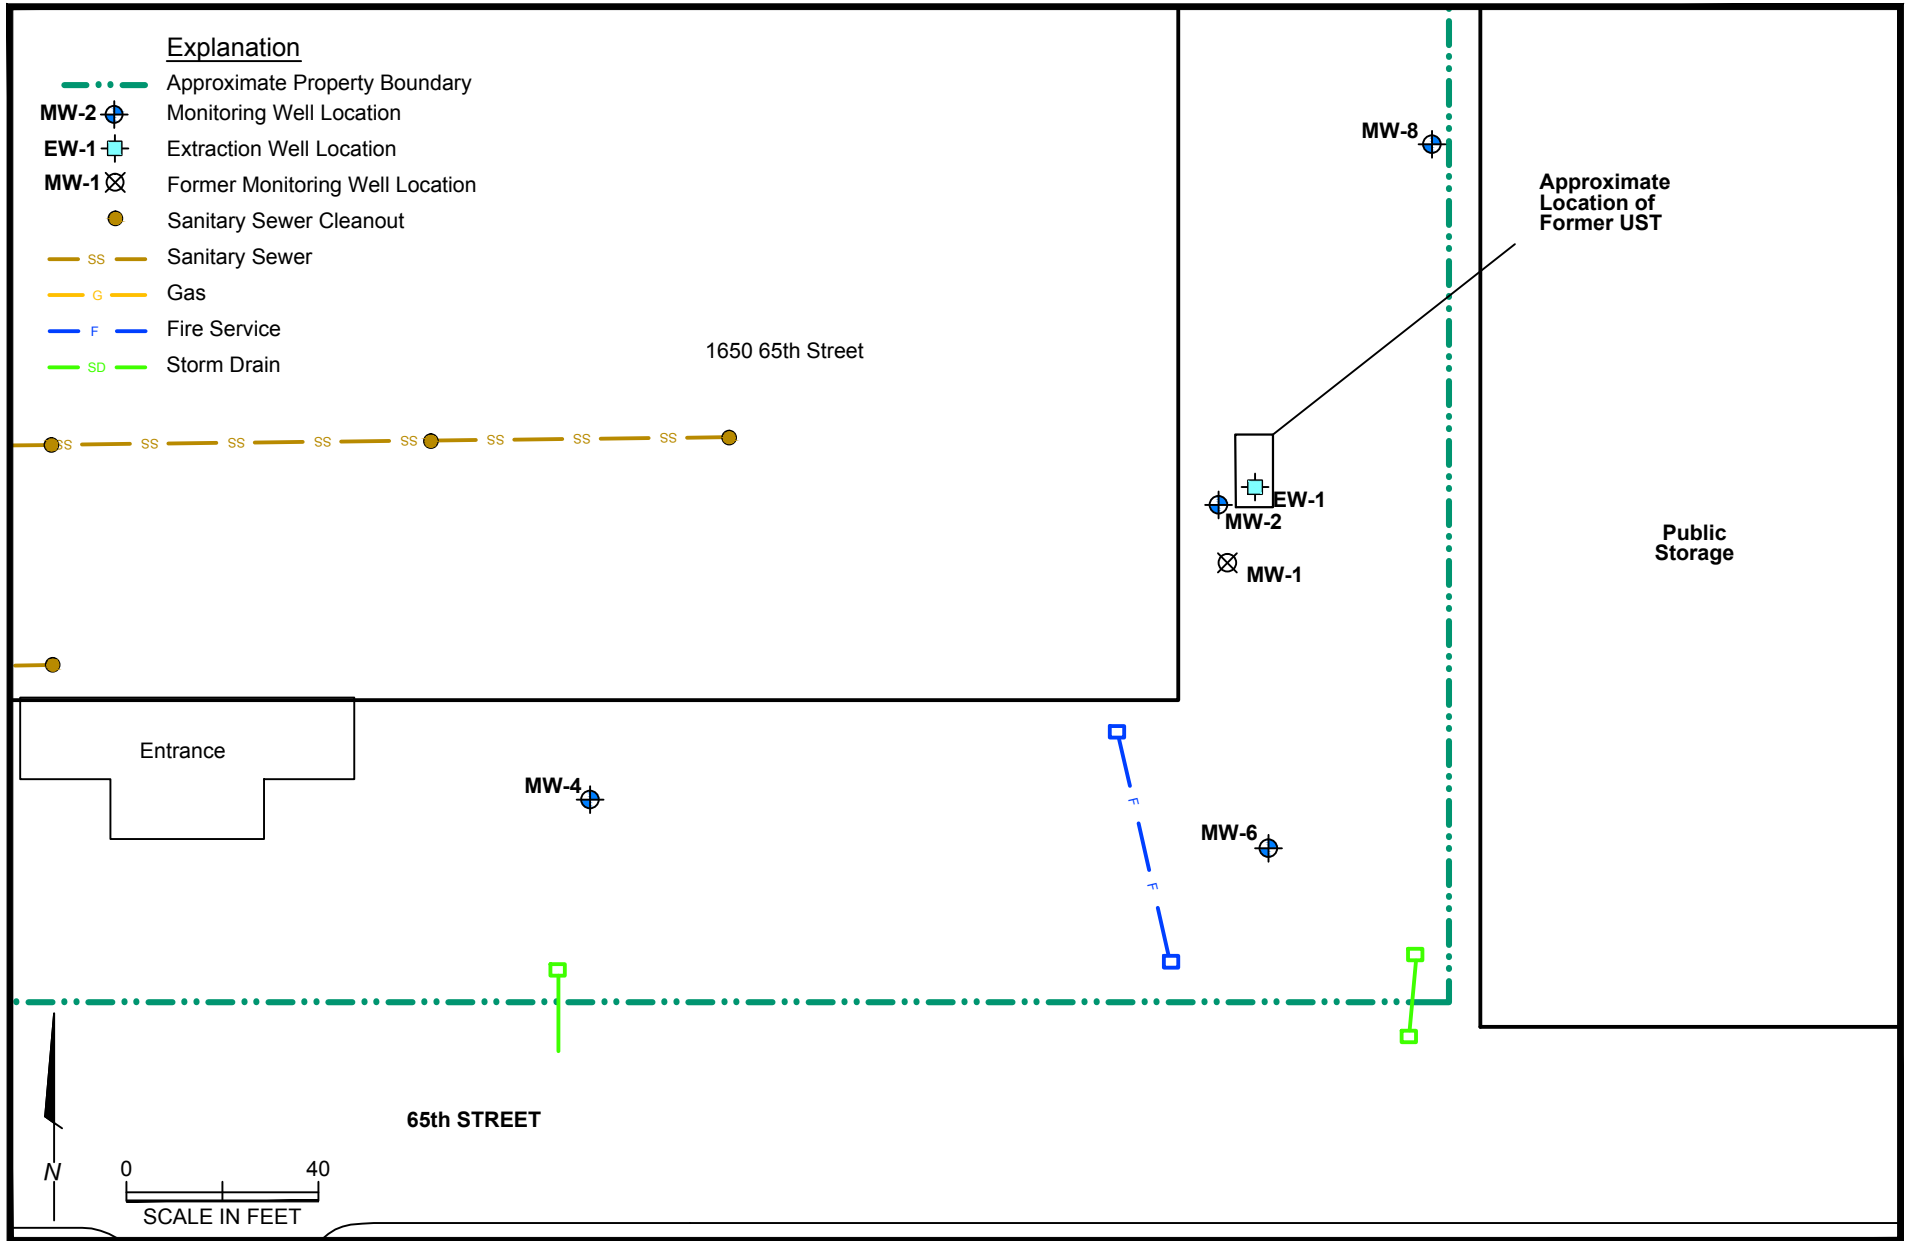 Explanation
Approximate Property Boundary
MW-2 Monitoring Well Location
EW-1 Extraction Well Location
MW-1 Former Monitoring Well Location
Sanitary Sewer Cleanout
SS Sanitary Sewer
G Gas
F Fire Service
SD Storm Drain
MW-8
Approximate
Location of
Former UST
1650 65th Street
SS SS SS SS SS SS SS SS
EW-1
MW-2
MW-1
Public
Storage
Entrance
MW-4
F
MW-6
F
65th STREET
N
0 40
SCALE IN FEET